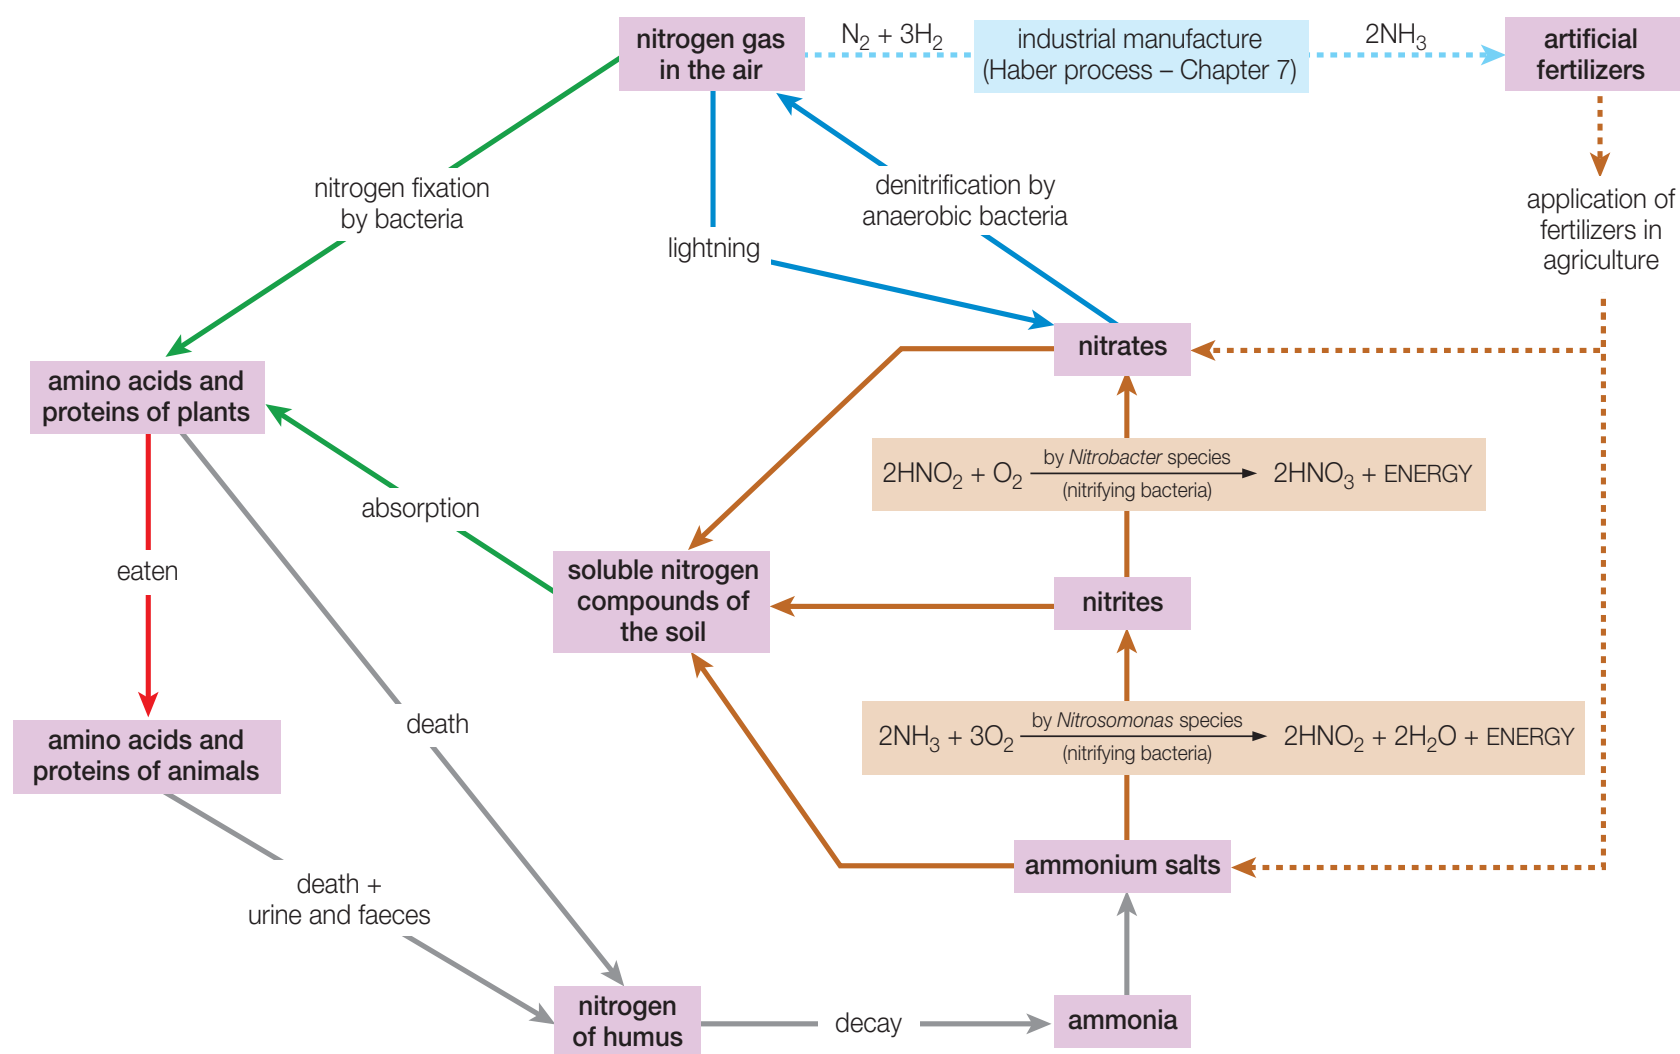 nitrogen gas
in the air
N₂ + 3H₂
industrial manufacture
(Haber process – Chapter 7)
2NH₃
artificial
fertilizers
nitrogen fixation
by bacteria
denitrification by
anaerobic bacteria
lightning
application of
fertilizers in
agriculture
nitrates
amino acids and
proteins of plants
absorption
2HNO₂ + O₂ by Nitrobacter species (nitrifying bacteria) 2HNO₃ + ENERGY
eaten
soluble nitrogen
compounds of
the soil
nitrites
death
2NH₃ + 3O₂ by Nitrosomonas species (nitrifying bacteria) 2HNO₂ + 2H₂O + ENERGY
amino acids and
proteins of animals
ammonium salts
death +
urine and faeces
nitrogen
of humus
decay
ammonia